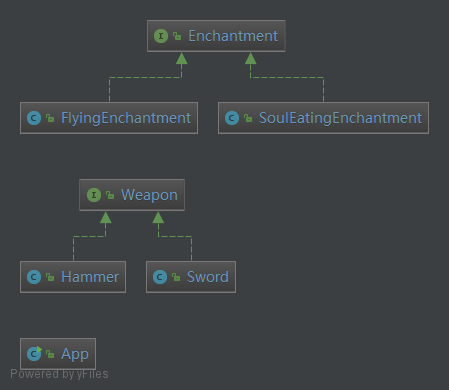 Enchantment
FlyingEnchantment
SoulEatingEnchantment
Weapon
Hammer
Sword
App
Powered by yFiles